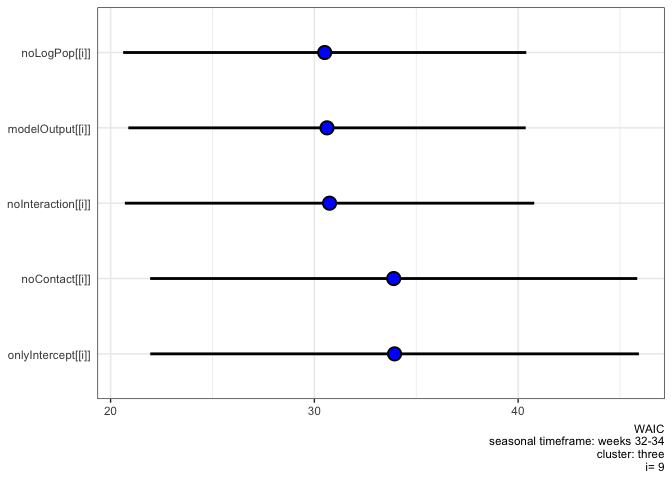 noLogPop[[i]]
modelOutput[[i]]
noInteraction[[i]]
noContact[[i]]
onlyIntercept[[i]]
20 30 40
WAIC
seasonal timeframe: weeks 32-34
cluster: three
i= 9